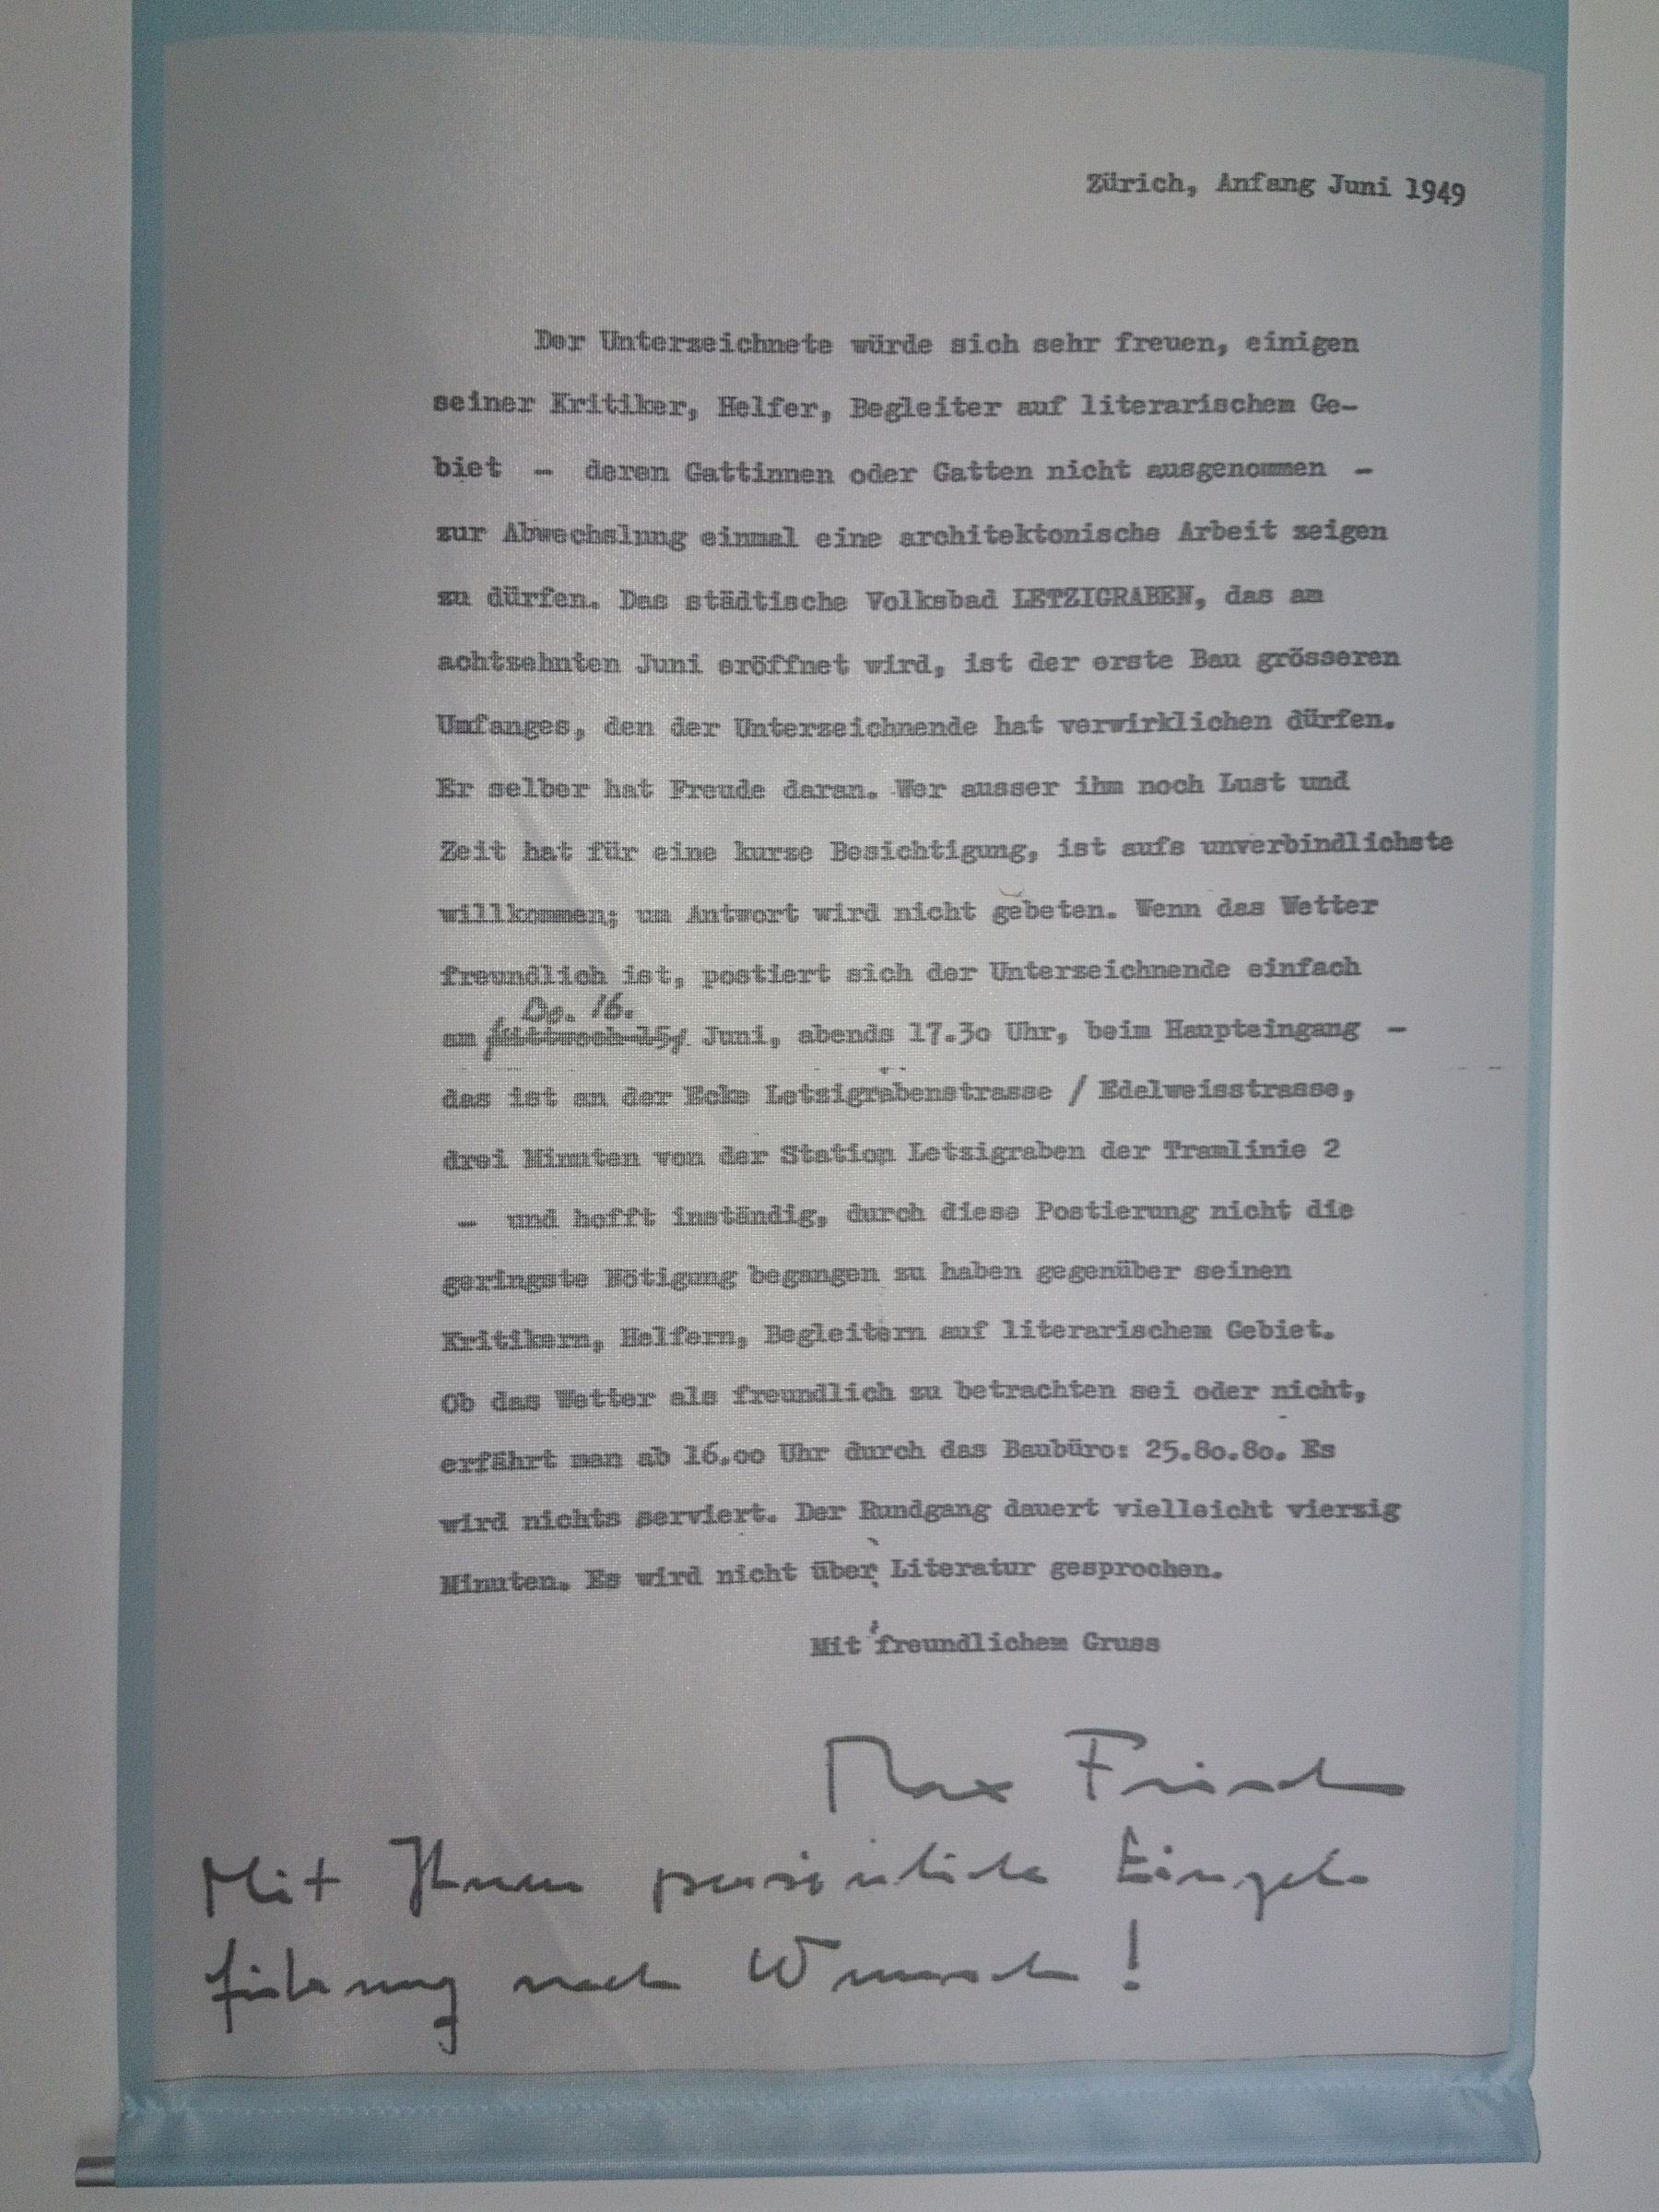 Zürich, Anfang Juni 1949
Der Unterzeichnete würde sich sehr freuen, einigen
seiner Kritiker, Helfer, Begleiter auf literarischem Ge-
biet - deren Gattinnen oder Gatten nicht ausgenommen -
zur Abwechslung einmal eine architektonische Arbeit zeigen
zu dürfen. Das städtische Volksbad LETZIGRABEN, das am
achtzehnten Juni eröffnet wird, ist der erste Bau grösseren
Umfanges, den der Unterzeichnende hat verwirklichen dürfen.
Er selber hat Freude daran. Wer ausser ihm noch Lust und
Zeit hat für eine kurze Besichtigung, ist aufs unverbindlichste
willkommen; um Antwort wird nicht gebeten. Wenn das Wetter
freundlich ist, postiert sich der Unterzeichnende einfach
Do. 16.
am Mittwoch 15. Juni, abends 17.30 Uhr, beim Haupteingang -
das ist an der Ecke Letzigrabenstrasse / Edelweisstrasse,
drei Minuten von der Station Letzigraben der Tramlinie 2
- und hofft inständig, durch diese Postierung nicht die
geringste Nötigung begangen zu haben gegenüber seinen
Kritikern, Helfern, Begleitern auf literarischem Gebiet.
Ob das Wetter als freundlich zu betrachten sei oder nicht,
erfährt man ab 16.00 Uhr durch das Baubüro: 25.80.80. Es
wird nichts serviert. Der Rundgang dauert vielleicht vierzig
Minuten. Es wird nicht über Literatur gesprochen.
Mit freundlichem Gruss
Max Frisch
Mit Ihnen persönliche Einzel-
führung nach Wunsch!